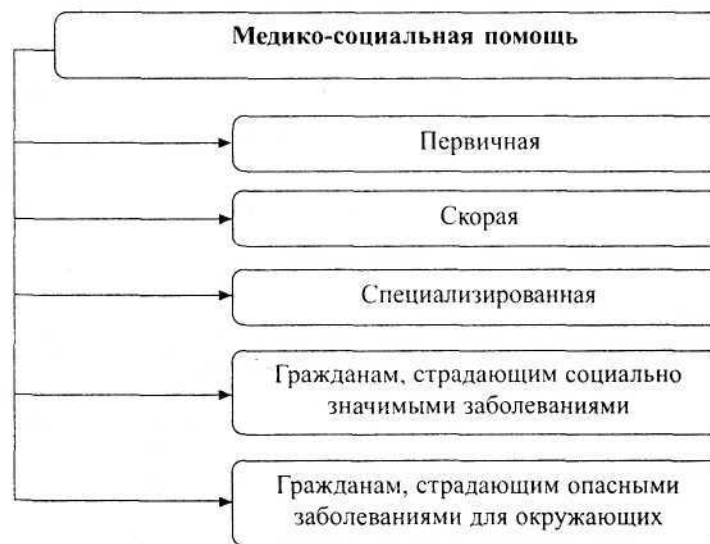 Медико-социальная помощь
Первичная
Скорая
Специализированная
Гражданам, страдающим социально
значимыми заболеваниями
Гражданам, страдающим опасными
заболеваниями для окружающих